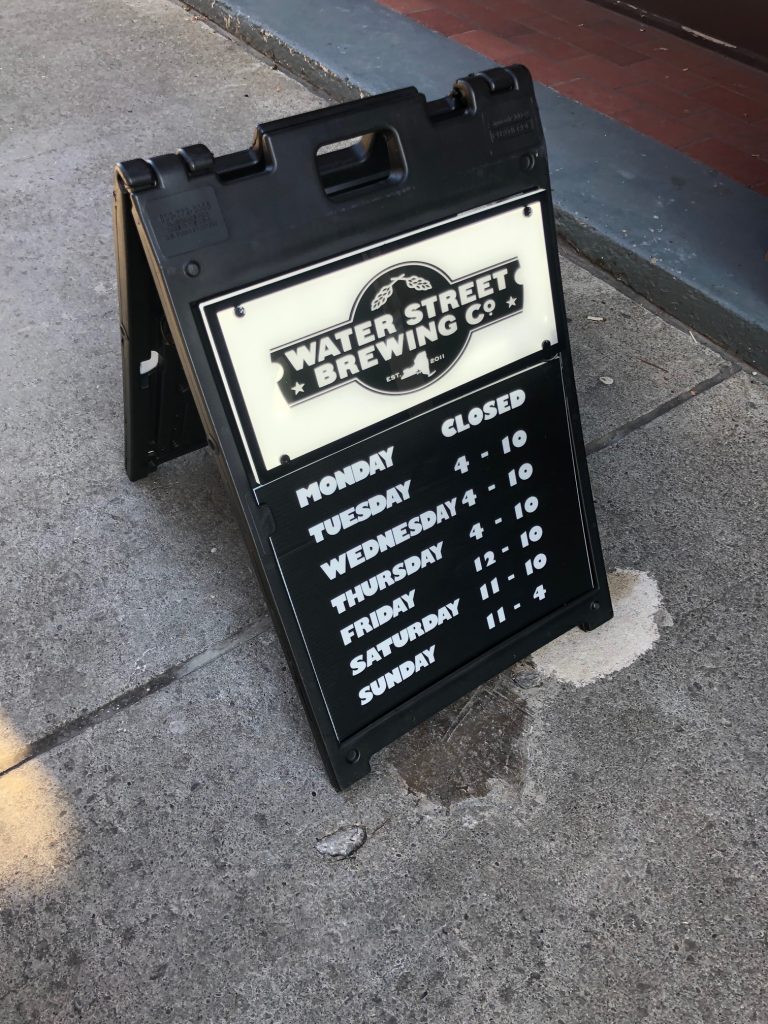 WATER STREET
BREWING Co
EST. 2011
MONDAY CLOSED
TUESDAY 4 - 10
WEDNESDAY 4 - 10
THURSDAY 4 - 10
FRIDAY 12 - 10
SATURDAY 11 - 10
SUNDAY 11 - 4